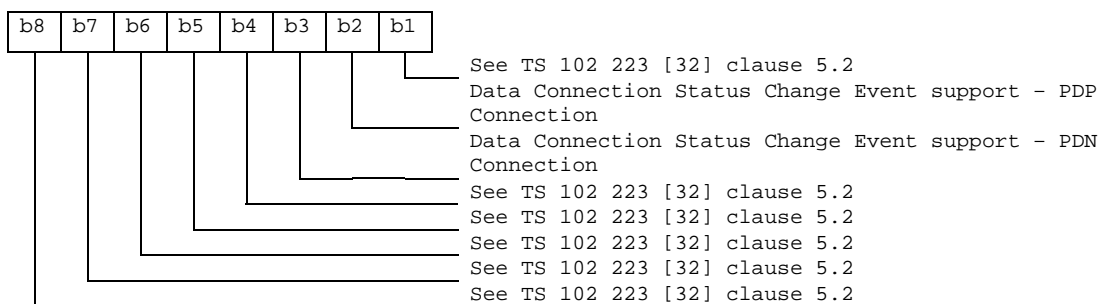 b8 b7 b6 b5 b4 b3 b2 b1
See TS 102 223 [32] clause 5.2
Data Connection Status Change Event support – PDP
Connection
Data Connection Status Change Event support – PDN
Connection
See TS 102 223 [32] clause 5.2
See TS 102 223 [32] clause 5.2
See TS 102 223 [32] clause 5.2
See TS 102 223 [32] clause 5.2
See TS 102 223 [32] clause 5.2